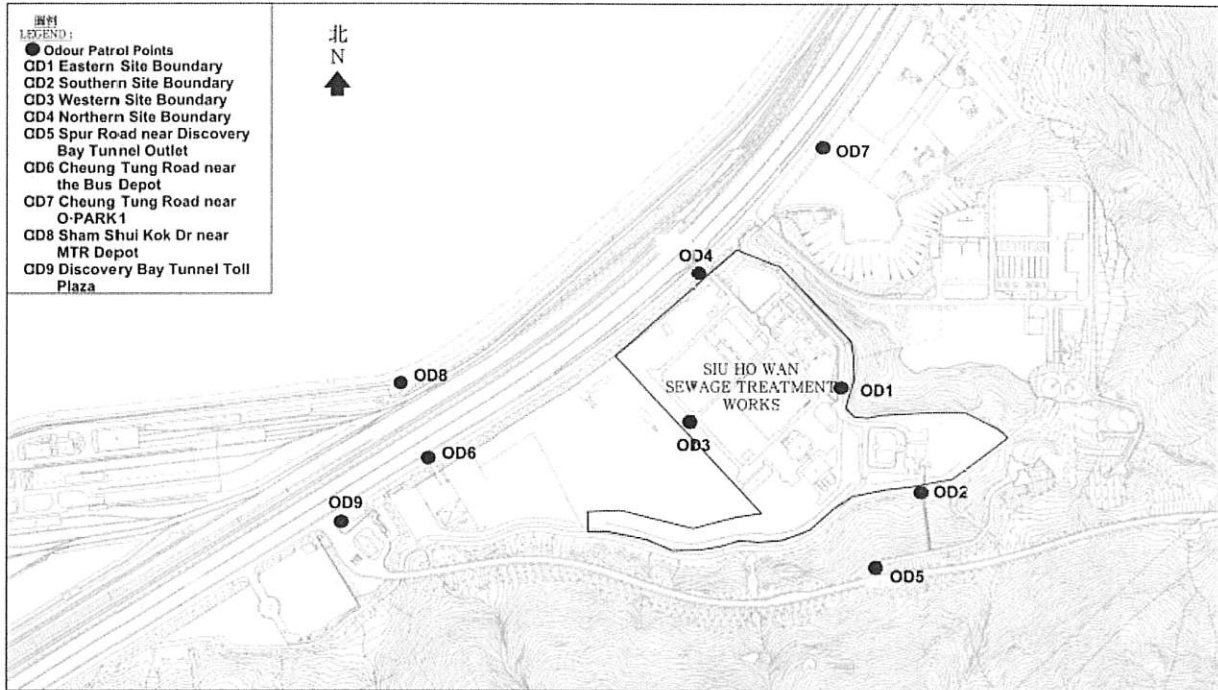 圖例
LEGEND :
Odour Patrol Points
OD1 Eastern Site Boundary
OD2 Southern Site Boundary
OD3 Western Site Boundary
OD4 Northern Site Boundary
OD5 Spur Road near Discovery
Bay Tunnel Outlet
OD6 Cheung Tung Road near
the Bus Depot
OD7 Cheung Tung Road near
O·PARK1
OD8 Sham Shui Kok Dr near
MTR Depot
OD9 Discovery Bay Tunnel Toll
Plaza
北
N
OD7
OD4
OD8
SIU HO WAN
SEWAGE TREATMENT
WORKS
OD1
OD3
OD6
OD2
OD9
OD5